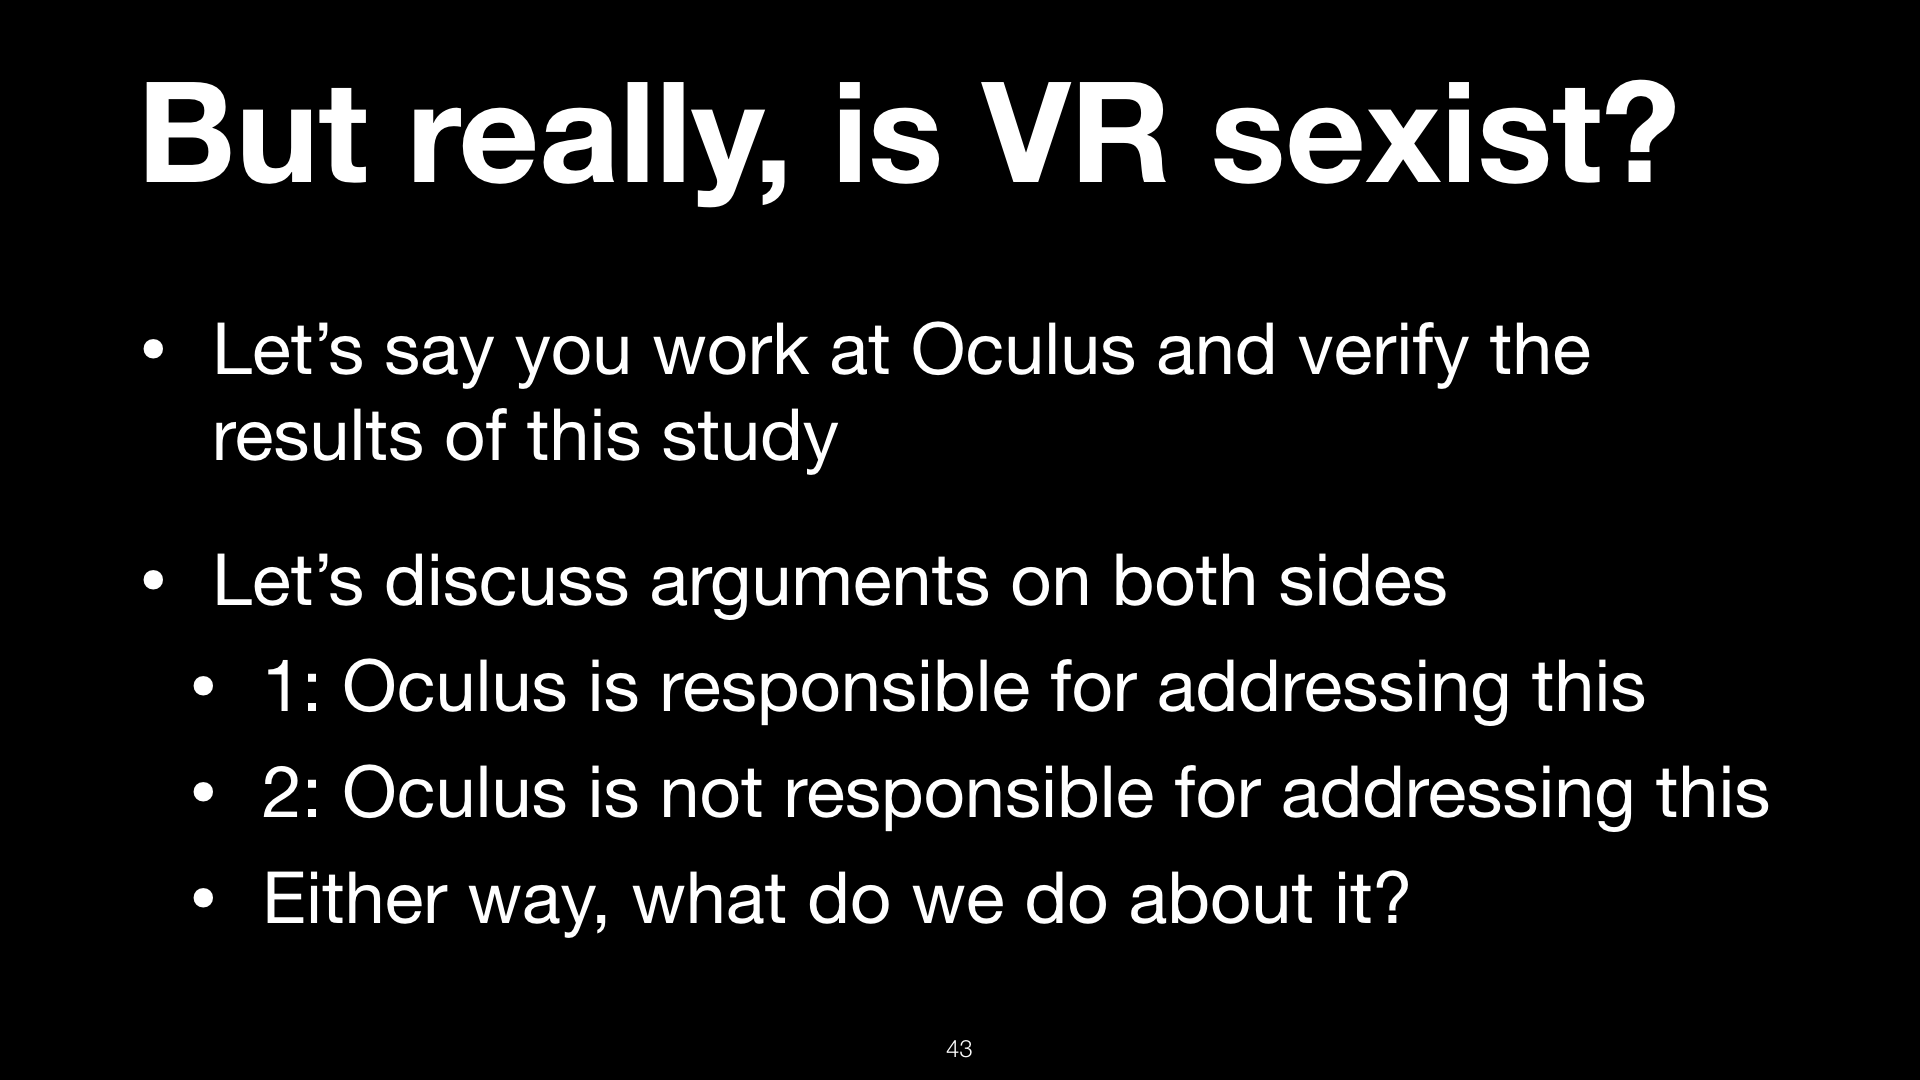 But really, is VR sexist?
• Let’s say you work at Oculus and verify the
results of this study
• Let’s discuss arguments on both sides
• 1: Oculus is responsible for addressing this
• 2: Oculus is not responsible for addressing this
• Either way, what do we do about it?
43